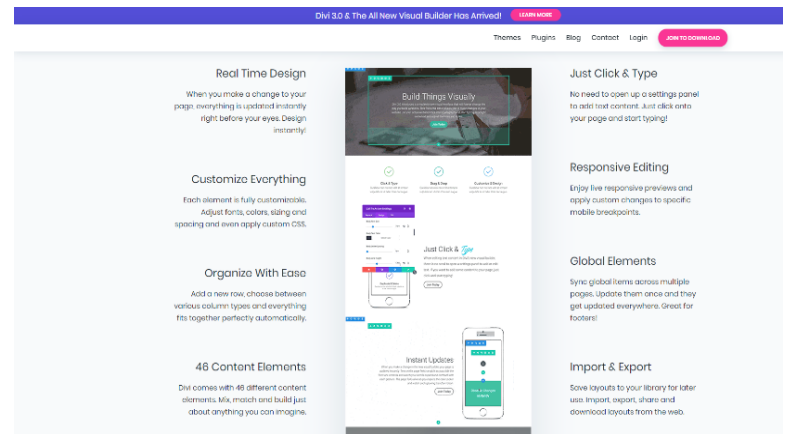 Divi 3.0 & The All New Visual Builder Has Arrived! LEARN MORE
Themes Plugins Blog Contact Login JOIN TO DOWNLOAD
Real Time Design
When you make a change to your
page, everything is updated instantly
right before your eyes. Design
instantly!
Customize Everything
Each element is fully customizable.
Adjust fonts, colors, sizing and
spacing and even apply custom CSS.
Organize With Ease
Add a new row, choose between
various column types and everything
fits together perfectly automatically.
46 Content Elements
Divi comes with 46 different content
elements. Mix, match and build just
about anything you can imagine.
Build Things Visually
Click & Type
Drag & Drop
Customize & Design
Just Click & Type
Instant Updates
Just Click & Type
No need to open up a settings panel
to add text content. Just click onto
your page and start typing!
Responsive Editing
Enjoy live responsive previews and
apply custom changes to specific
mobile breakpoints.
Global Elements
Sync global items across multiple
pages. Update them once and they
get updated everywhere. Great for
footers!
Import & Export
Save layouts to your library for later
use. Import, export, share and
download layouts from the web.